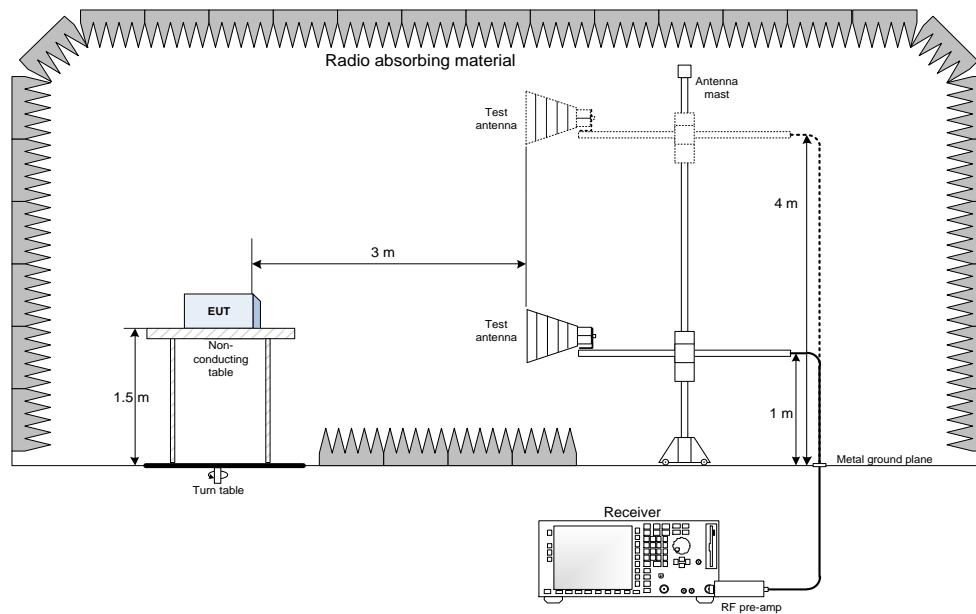 Radio absorbing material
Antenna
mast
Test
antenna
4 m
3 m
EUT
Test
antenna
Non-
conducting
table
1.5 m
1 m
Metal ground plane
Turn table
Receiver
RF pre-amp